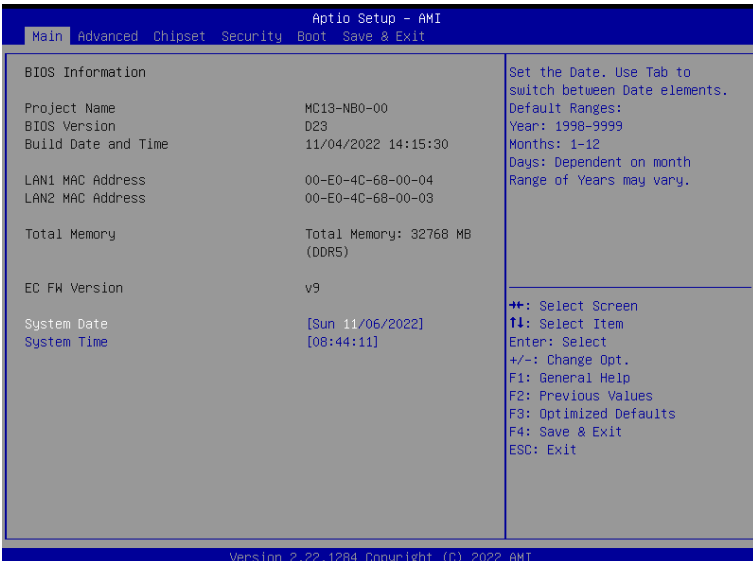 Aptio Setup – AMI
Main Advanced Chipset Security Boot Save & Exit
BIOS Information
Project Name MC13-NB0-00
BIOS Version D23
Build Date and Time 11/04/2022 14:15:30
LAN1 MAC Address 00-E0-4C-68-00-04
LAN2 MAC Address 00-E0-4C-68-00-03
Total Memory Total Memory: 32768 MB
(DDR5)
EC FW Version v9
System Date [Sun 11/06/2022]
System Time [08:44:11]
Set the Date. Use Tab to
switch between Date elements.
Default Ranges:
Year: 1998-9999
Months: 1-12
Days: Dependent on month
Range of Years may vary.
→←: Select Screen
↑↓: Select Item
Enter: Select
+/-: Change Opt.
F1: General Help
F2: Previous Values
F3: Optimized Defaults
F4: Save & Exit
ESC: Exit
Version 2.22.1284 Copyright (C) 2022 AMI